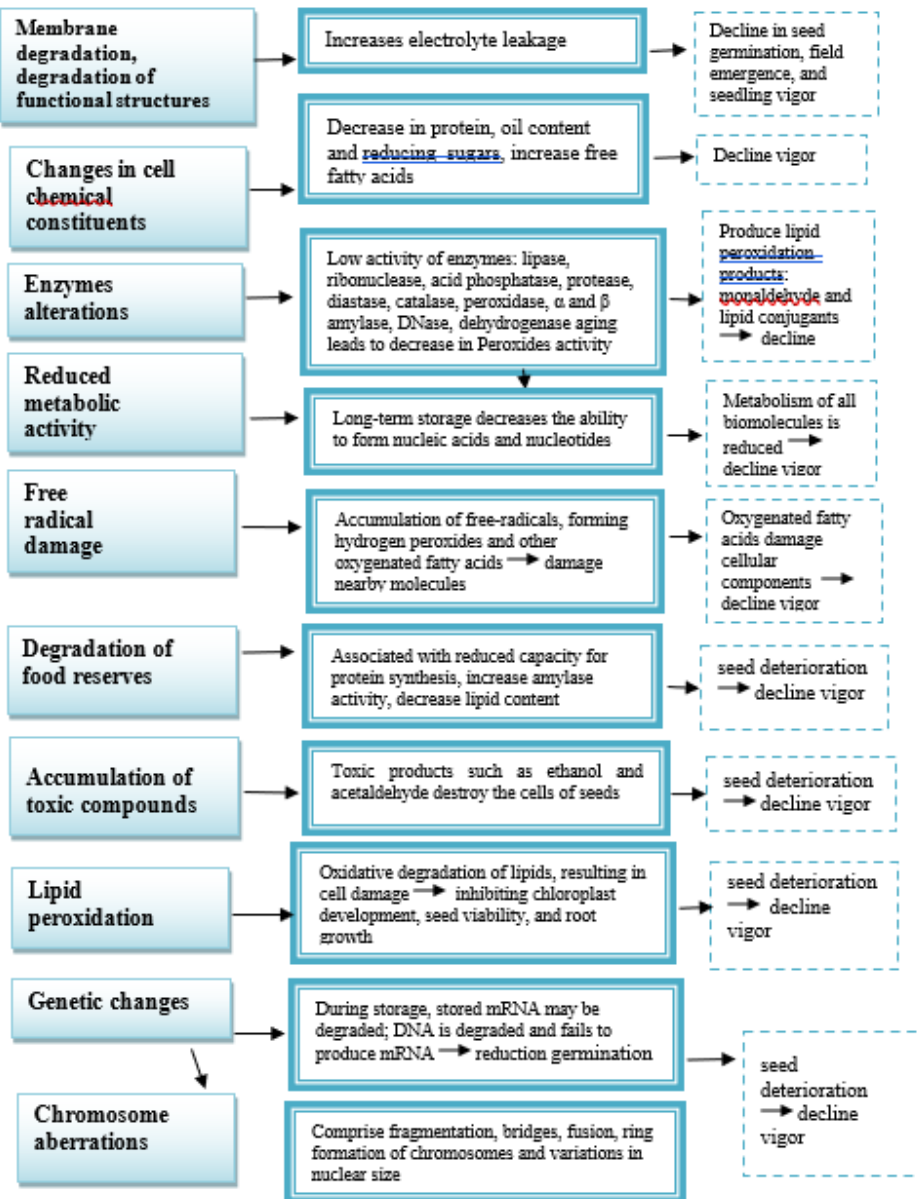 Membrane
degradation,
degradation of
functional structures
Increases electrolyte leakage
Decline in seed
germination, field
emergence, and
seedling vigor
Changes in cell
chemical
constituents
Decrease in protein, oil content
and reducing sugars, increase free
fatty acids
Decline vigor
Enzymes
alterations
Low activity of enzymes: lipase,
ribonuclease, acid phosphatase, protease,
diastase, catalase, peroxidase, α and β
amylase, DNase, dehydrogenase aging
leads to decrease in Peroxides activity
Produce lipid
peroxidation
products:
monaldehyde and
lipid conjugants
→ decline
Reduced
metabolic
activity
Long-term storage decreases the ability
to form nucleic acids and nucleotides
Metabolism of all
biomolecules is
reduced →
decline vigor
Free
radical
damage
Accumulation of free-radicals, forming
hydrogen peroxides and other
oxygenated fatty acids → damage
nearby molecules
Oxygenated fatty
acids damage
cellular
components →
decline vigor
Degradation of
food reserves
Associated with reduced capacity for
protein synthesis, increase amylase
activity, decrease lipid content
seed deterioration
→ decline vigor
Accumulation of
toxic compounds
Toxic products such as ethanol and
acetaldehyde destroy the cells of seeds
seed deterioration
→ decline vigor
Lipid
peroxidation
Oxidative degradation of lipids, resulting in
cell damage → inhibiting chloroplast
development, seed viability, and root
growth
seed deterioration
→ decline
vigor
Genetic changes
During storage, stored mRNA may be
degraded; DNA is degraded and fails to
produce mRNA → reduction germination
seed
deterioration
→ decline
vigor
Chromosome
aberrations
Comprise fragmentation, bridges, fusion, ring
formation of chromosomes and variations in
nuclear size